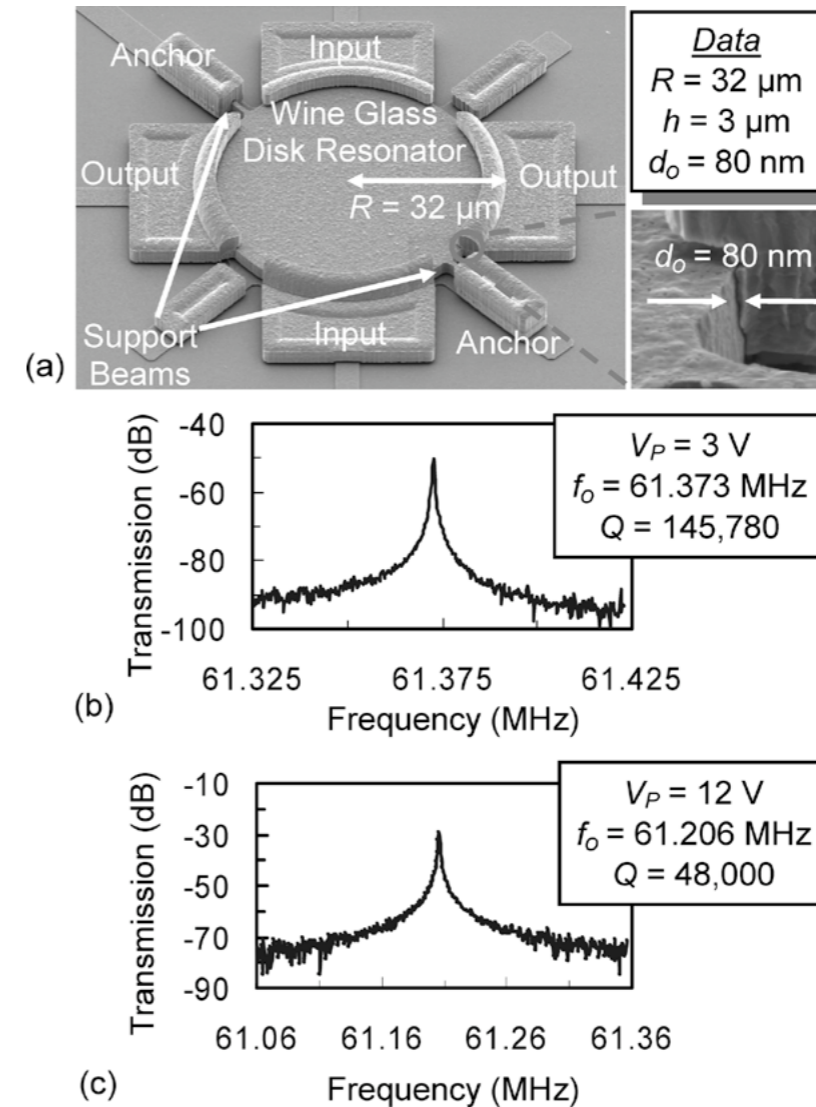 Anchor
Input
Wine Glass
Disk Resonator
Output
Output
R = 32 µm
Support
Beams
Input
Anchor
(a)
Data
R = 32 µm
h = 3 µm
dₒ = 80 nm
dₒ = 80 nm
Transmission (dB)
-40
-60
-80
-100
V_P = 3 V
fₒ = 61.373 MHz
Q = 145,780
61.325 61.375 61.425
Frequency (MHz)
(b)
Transmission (dB)
-10
-30
-50
-70
-90
V_P = 12 V
fₒ = 61.206 MHz
Q = 48,000
61.06 61.16 61.26 61.36
Frequency (MHz)
(c)